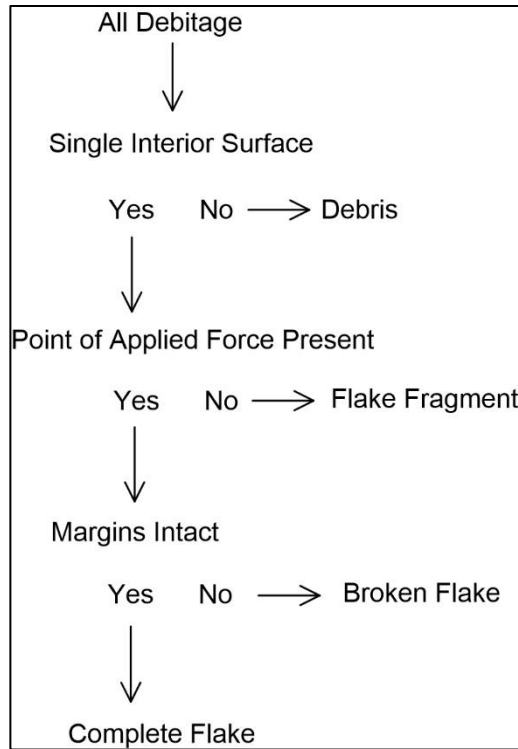 All Debitage
Single Interior Surface
Yes No Debris
Point of Applied Force Present
Yes No Flake Fragment
Margins Intact
Yes No Broken Flake
Complete Flake